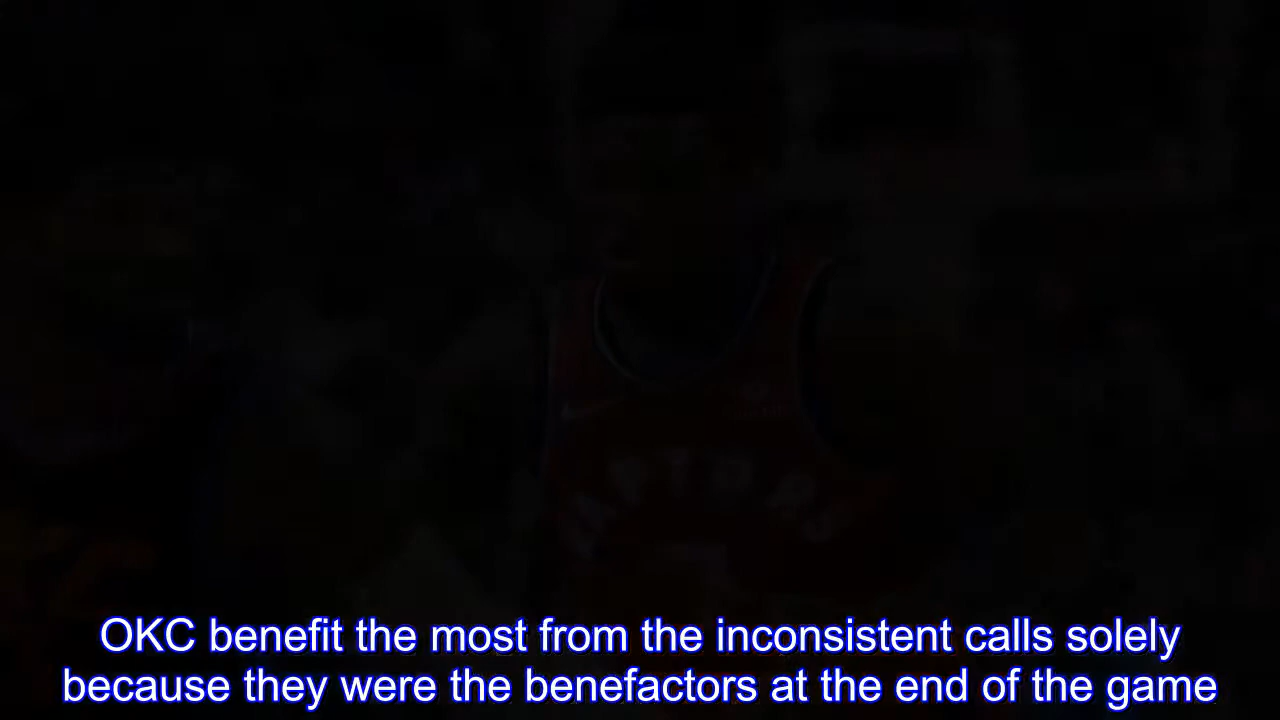 OKC benefit the most from the inconsistent calls solely
because they were the benefactors at the end of the game